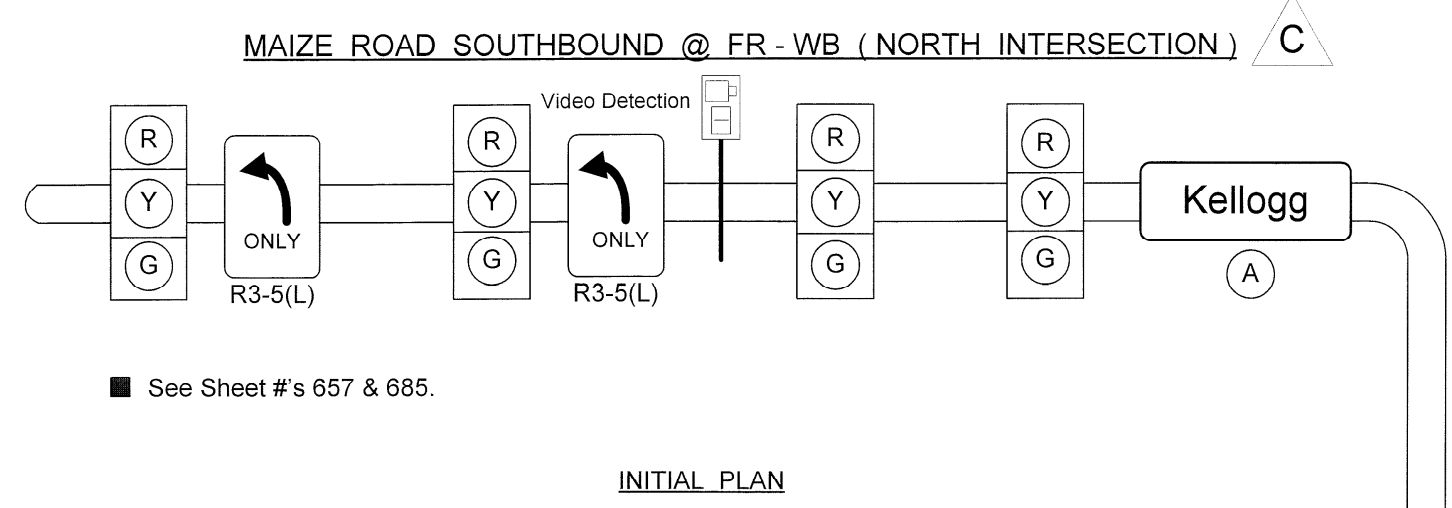 MAIZE ROAD SOUTHBOUND @ FR - WB ( NORTH INTERSECTION )
C
Video Detection
R
Y
G
ONLY
R3-5(L)
R
Y
G
ONLY
R3-5(L)
R
Y
G
R
Y
G
Kellogg
A
See Sheet #'s 657 & 685.
INITIAL PLAN